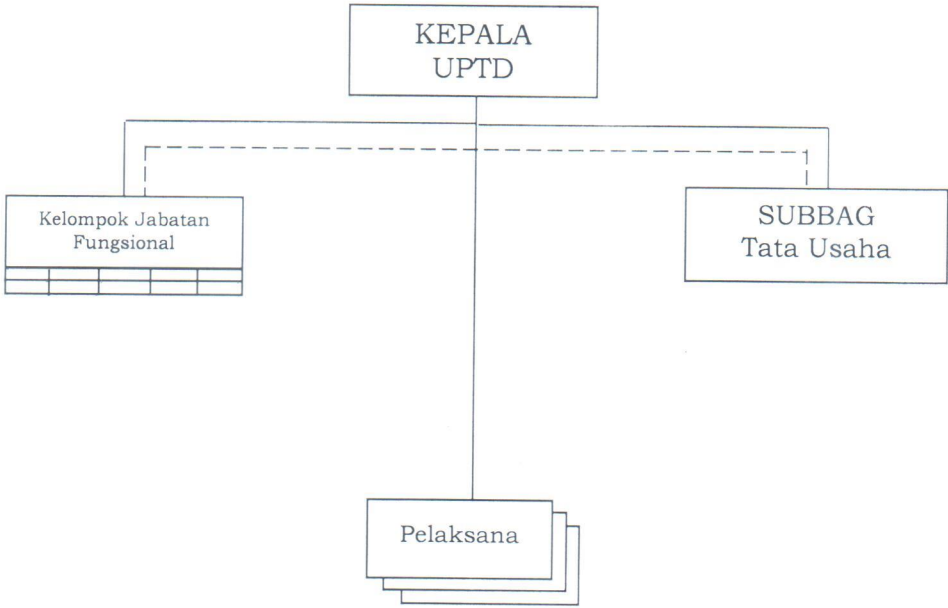 KEPALA
UPTD
Kelompok Jabatan
Fungsional
SUBBAG
Tata Usaha
Pelaksana